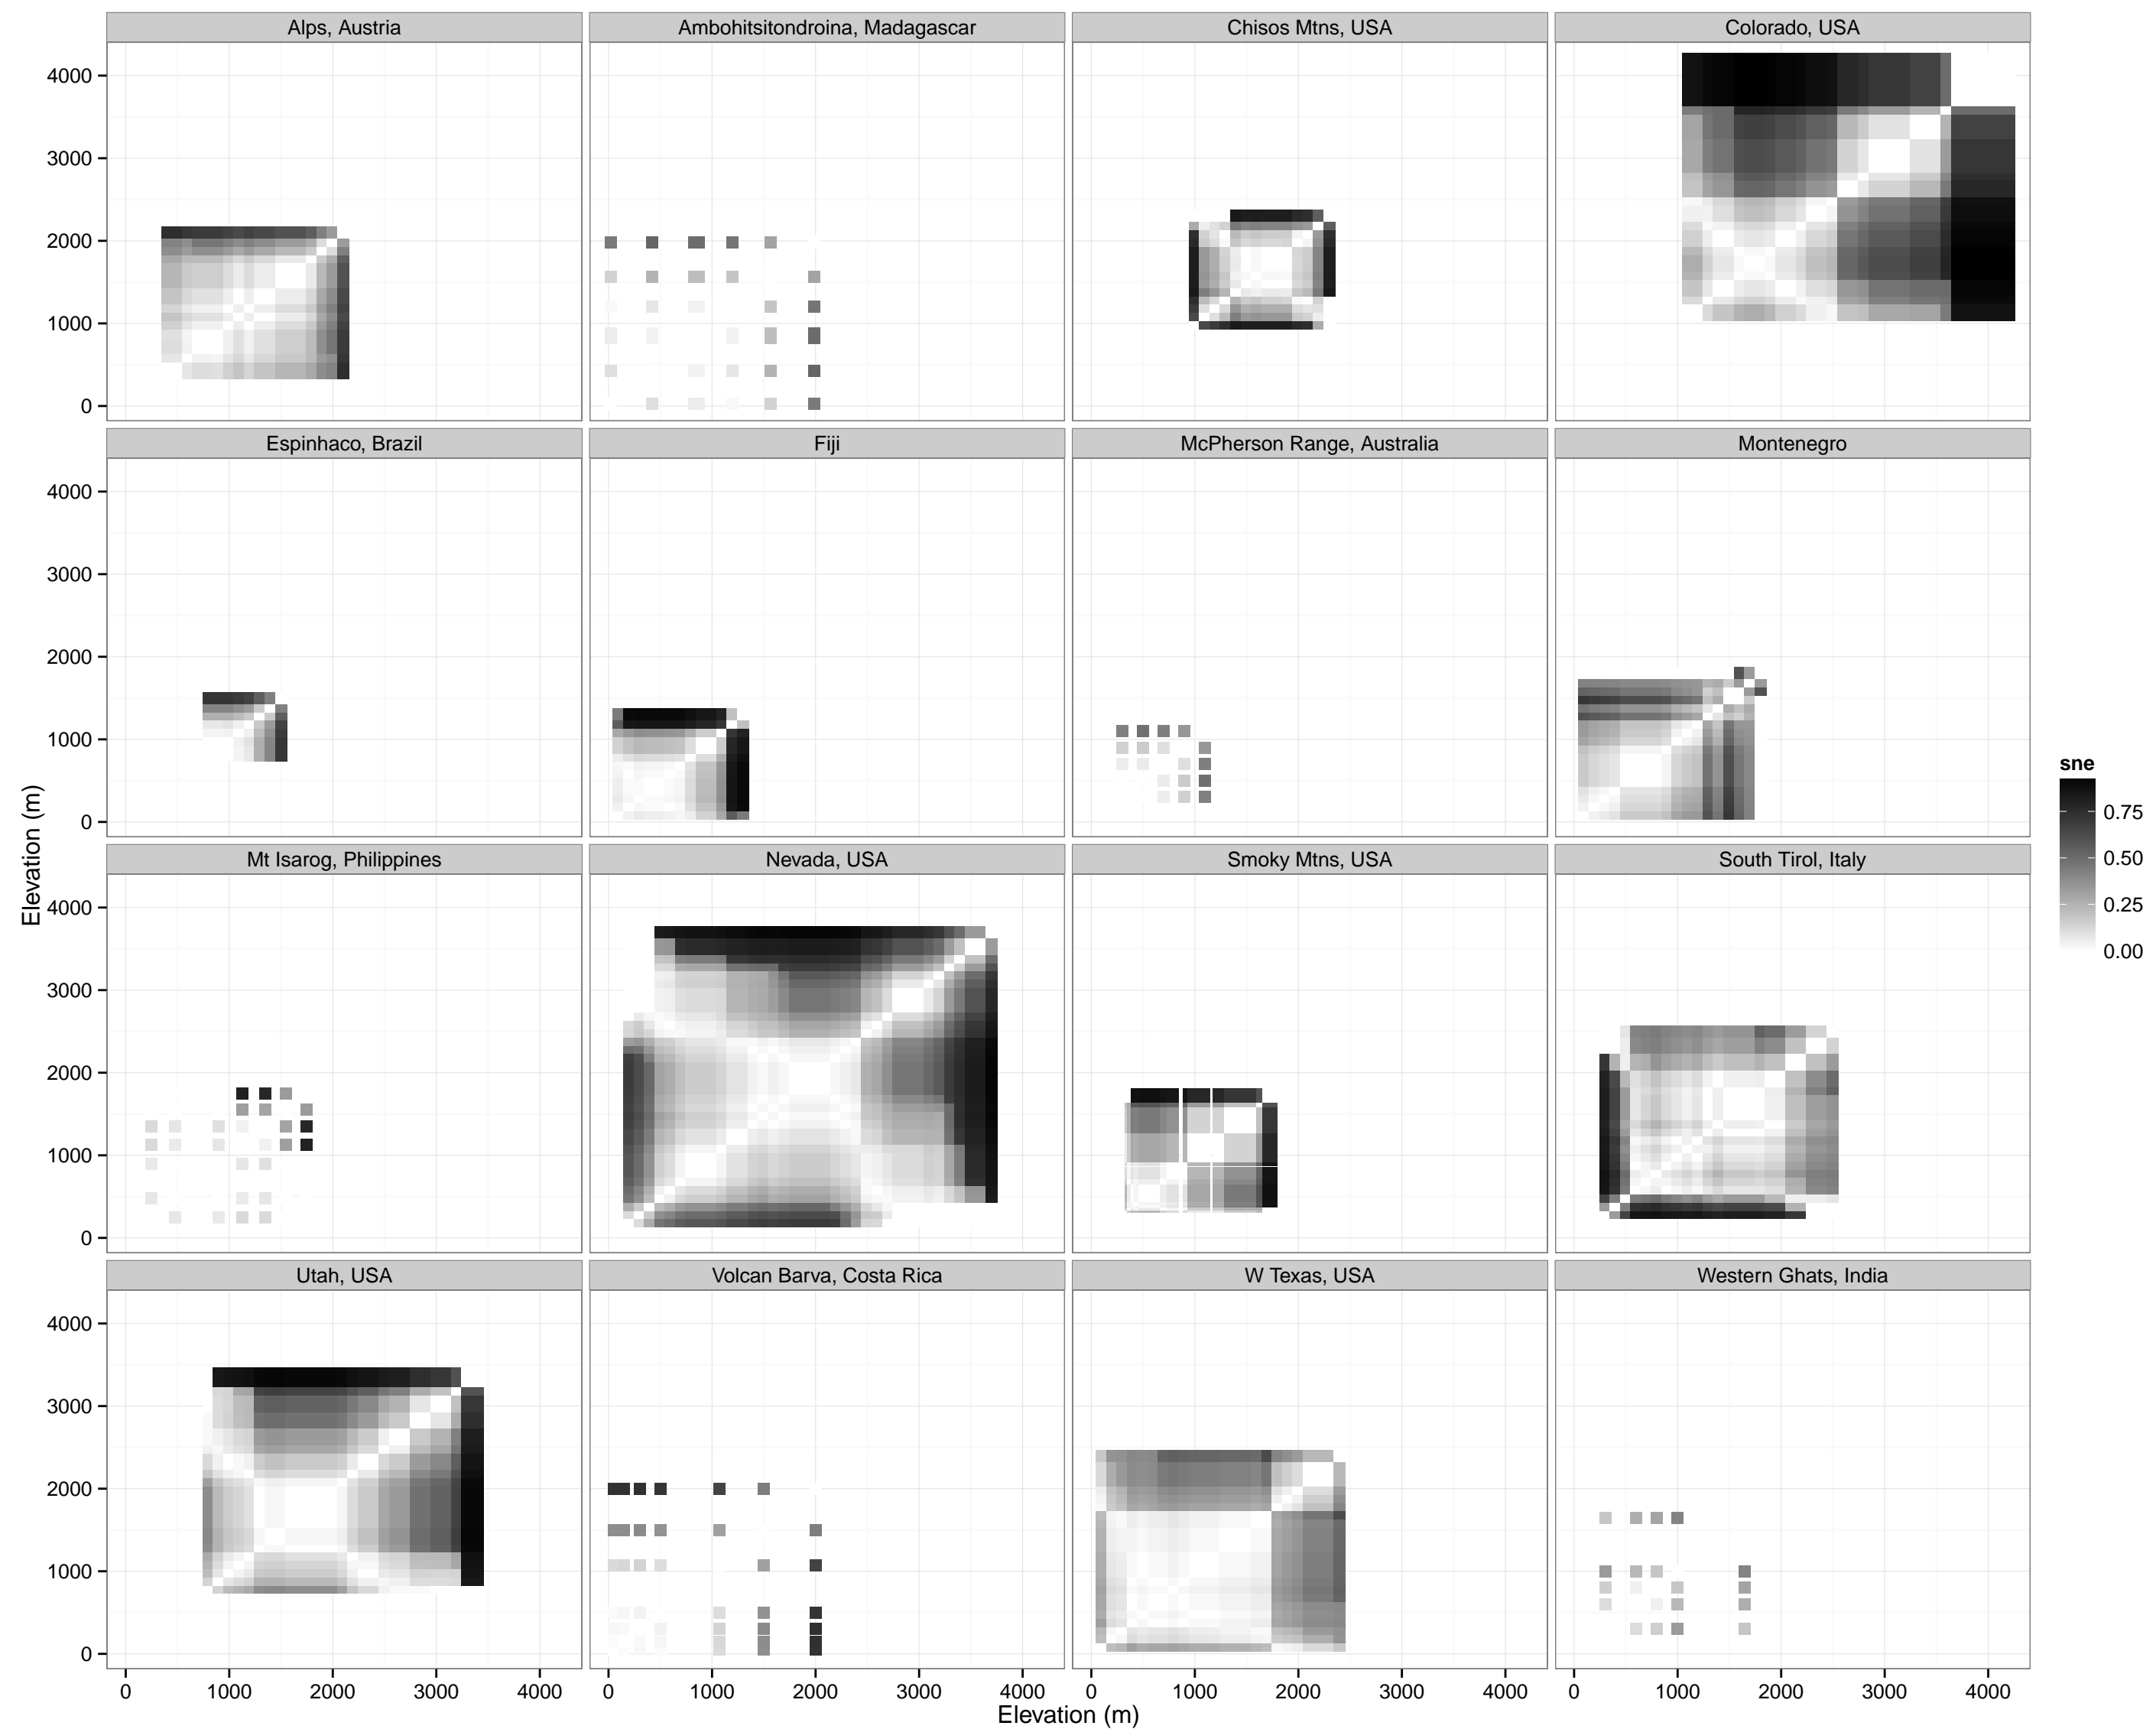 Alps, Austria
Ambohitsitondroina, Madagascar
Chisos Mtns, USA
Colorado, USA
4000
3000
2000
1000
0
Espinhaco, Brazil
Fiji
McPherson Range, Australia
Montenegro
4000
3000
2000
1000
0
Mt Isarog, Philippines
Nevada, USA
Smoky Mtns, USA
South Tirol, Italy
4000
3000
2000
1000
0
Utah, USA
Volcan Barva, Costa Rica
W Texas, USA
Western Ghats, India
4000
3000
2000
1000
0
0 1000 2000 3000 4000
0 1000 2000 3000 4000
0 1000 2000 3000 4000
0 1000 2000 3000 4000
Elevation (m)
Elevation (m)
sne
0.75
0.50
0.25
0.00